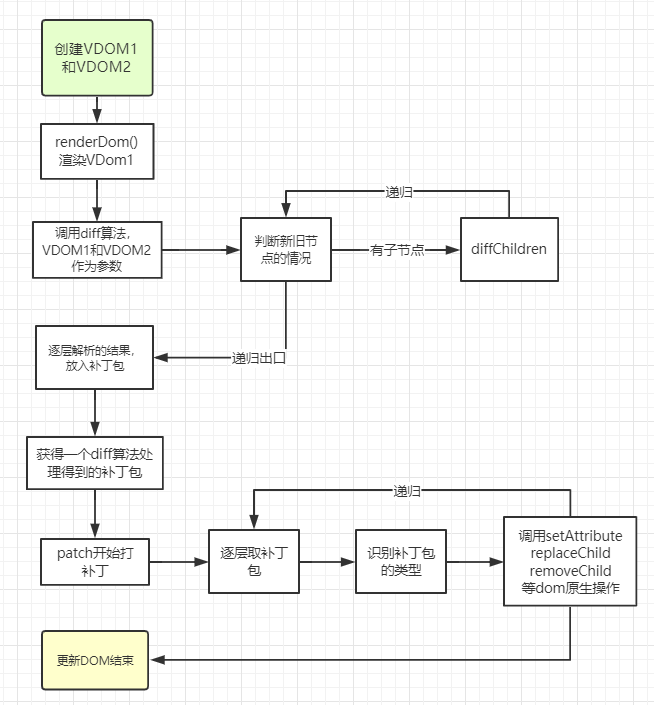 创建VDOM1
和VDOM2
renderDom()
渲染VDom1
递归
调用diff算法，
VDOM1和VDOM2
作为参数
判断新旧节
点的情况
有子节点
diffChildren
逐层解析的结果，
放入补丁包
递归出口
获得一个diff算法处
理得到的补丁包
递归
patch开始打
补丁
逐层取补丁
包
识别补丁包
的类型
调用setAttribute
replaceChild
removeChild
等dom原生操作
更新DOM结束